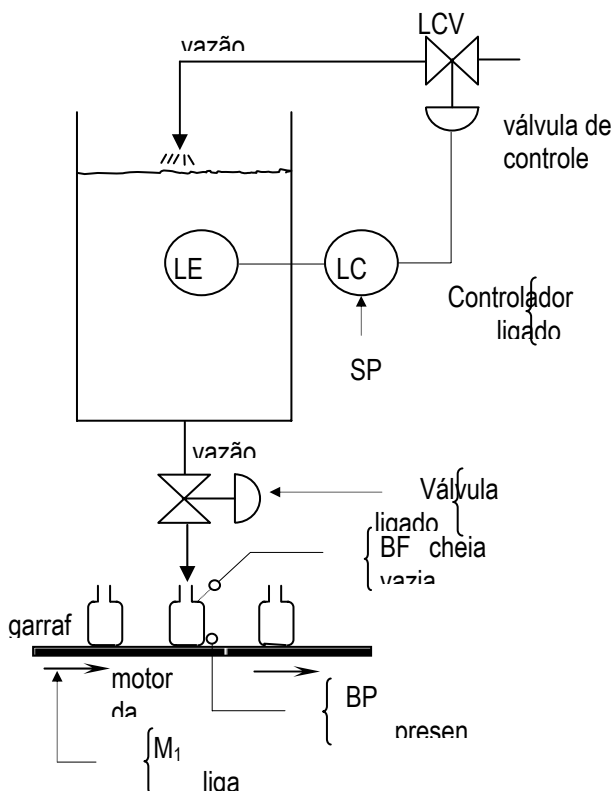 LCV
vazão
válvula de
controle
LE
LC
Controlador
ligado
SP
vazão
Válvula
ligado
BF cheia
vazia
garraf
motor
da
BP
presen
M₁
liga